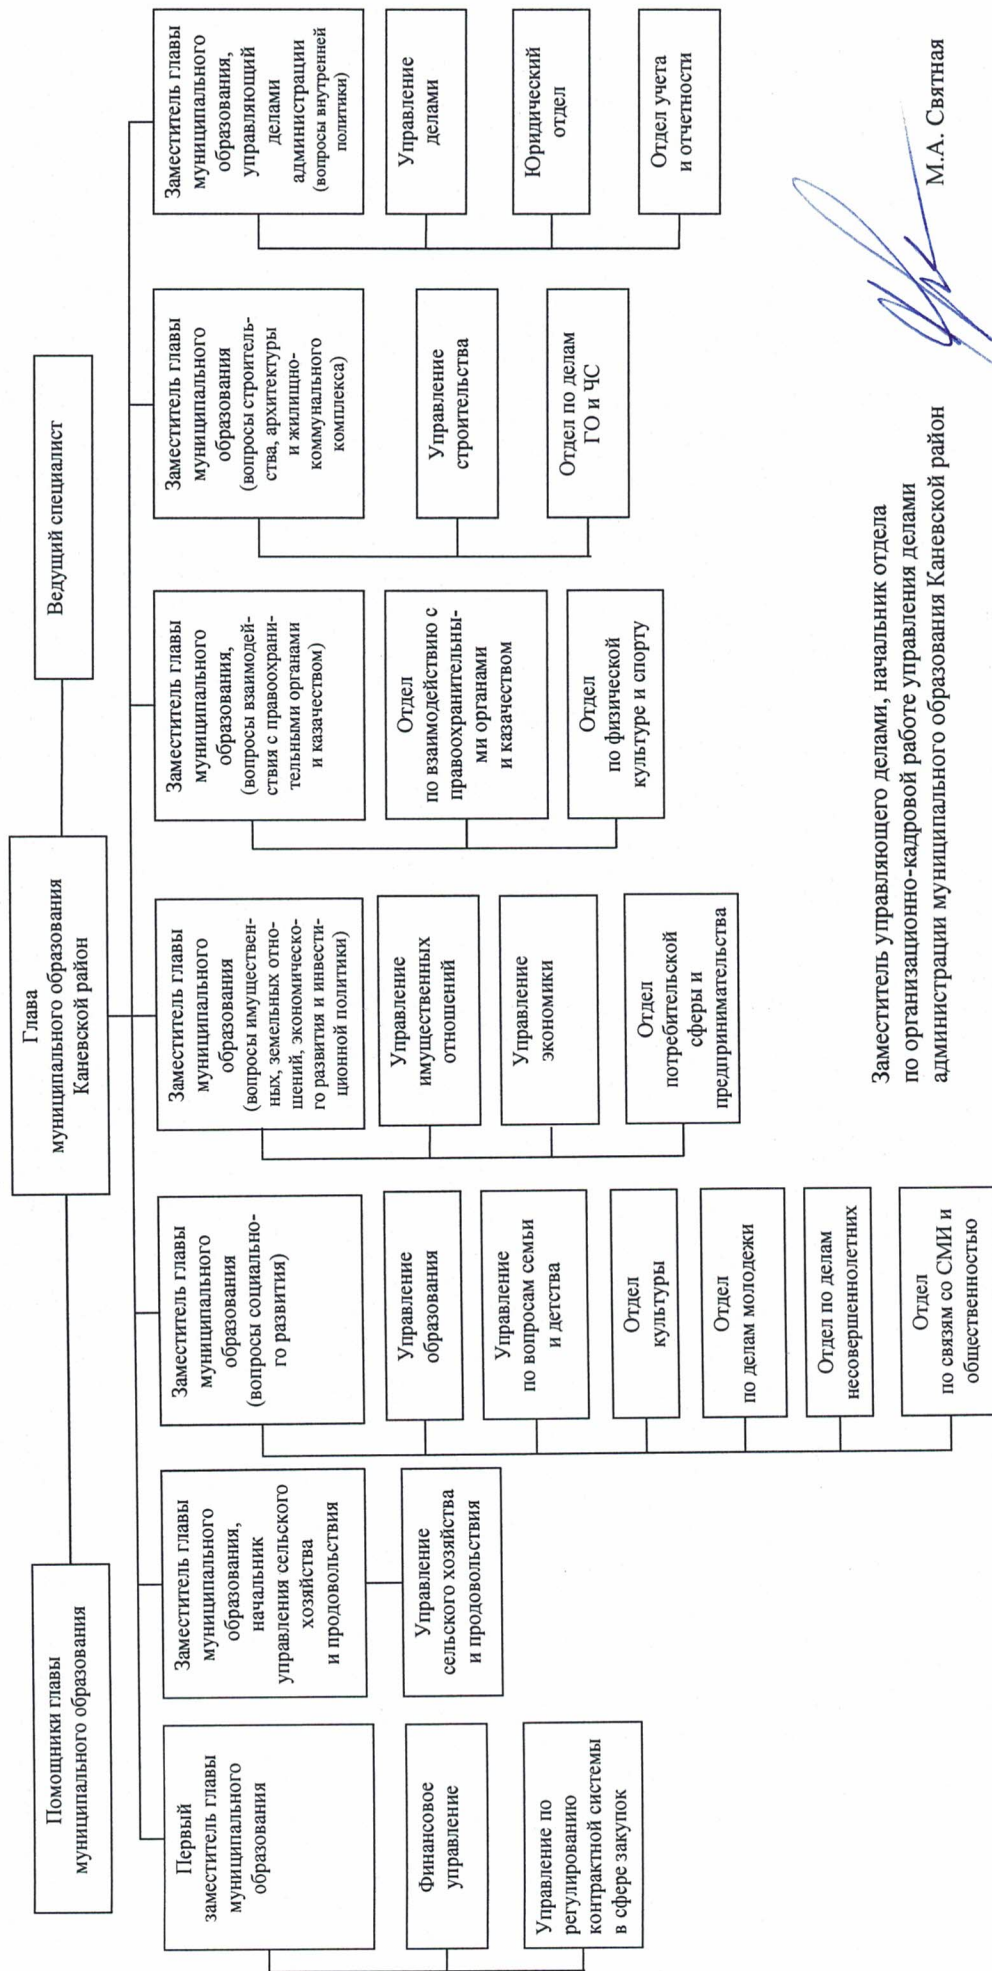 Глава
муниципального образования
Каневской район
Помощники главы
муниципального образования
Ведущий специалист
Первый
заместитель главы
муниципального
образования
Финансовое
управление
Управление по
регулированию
контрактной системы
в сфере закупок
Заместитель главы
муниципального
образования,
начальник
управления сельского
хозяйства
и продовольствия
Управление
сельского хозяйства
и продовольствия
Заместитель главы
муниципального
образования
(вопросы социально-
го развития)
Управление
образования
Управление
по вопросам семьи
и детства
Отдел
культуры
Отдел
по делам молодежи
Отдел по делам
несовершеннолетних
Отдел
по связям со СМИ и
общественностью
Заместитель главы
муниципального
образования
(вопросы имуществен-
ных, земельных отно-
шений, экономическо-
го развития и инвести-
ционной политики)
Управление
имущественных
отношений
Управление
экономики
Отдел
потребительской
сферы и
предпринимательства
Заместитель главы
муниципального
образования,
(вопросы взаимодей-
ствия с правоохрани-
тельными органами
и казачеством)
Отдел
по взаимодействию с
правоохранительны-
ми органами
и казачеством
Отдел
по физической
культуре и спорту
Заместитель главы
муниципального
образования
(вопросы строитель-
ства, архитектуры
и жилищно-
коммунального
комплекса)
Управление
строительства
Отдел по делам
ГО и ЧС
Заместитель главы
муниципального
образования,
управляющий
делами
администрации
(вопросы внутренней
политики)
Управление
делами
Юридический
отдел
Отдел учета
и отчетности
Заместитель управляющего делами, начальник отдела
по организационно-кадровой работе управления делами
администрации муниципального образования Каневской район
М.А. Святная